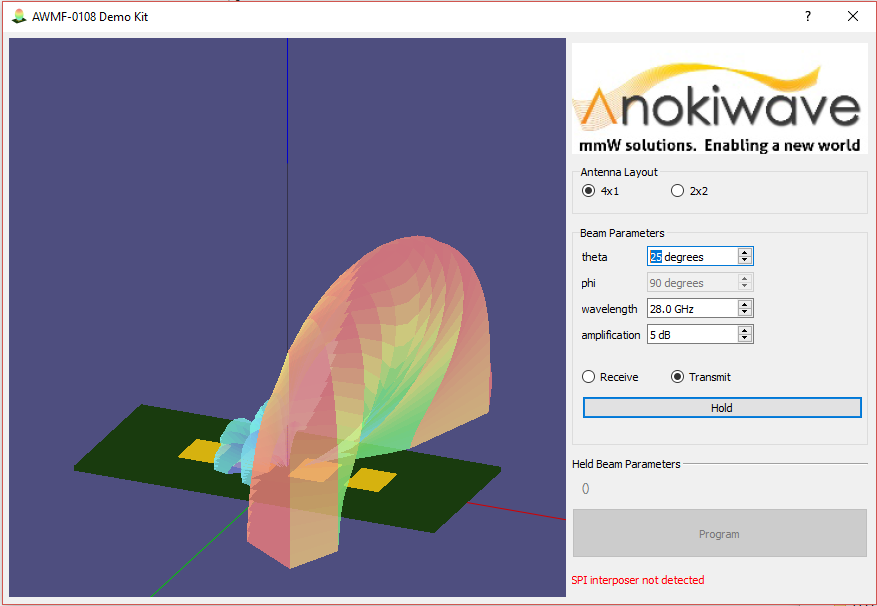 AWMF-0108 Demo Kit
?
Anokiwave
mmW solutions. Enabling a new world
Antenna Layout
4x1
2x2
Beam Parameters
theta
25 degrees
phi
90 degrees
wavelength
28.0 GHz
amplification
5 dB
Receive
Transmit
Hold
Held Beam Parameters
0
Program
SPI interposer not detected